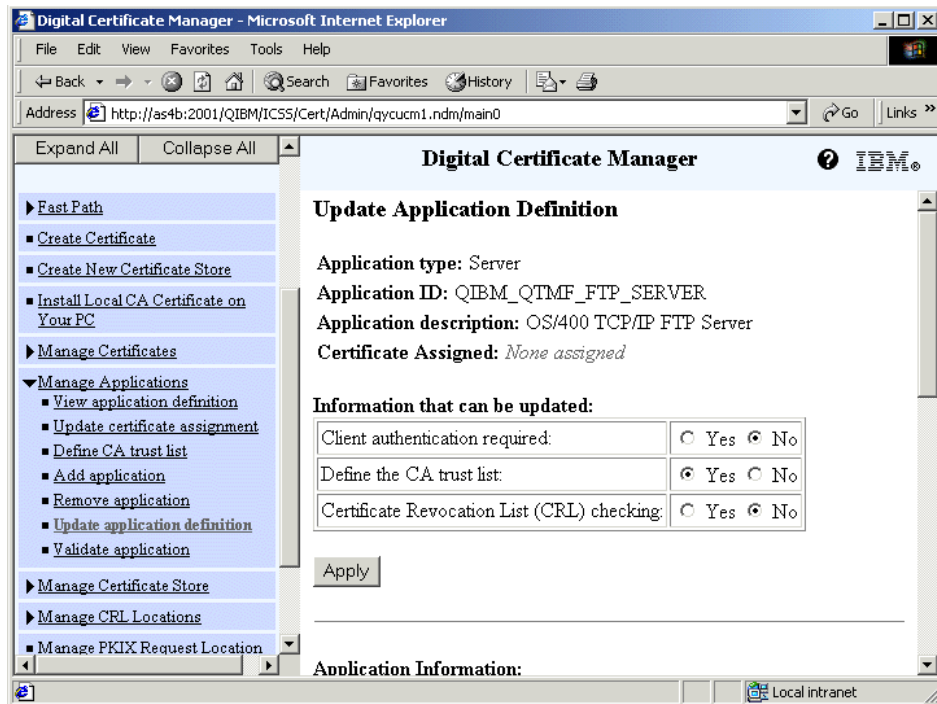 Digital Certificate Manager - Microsoft Internet Explorer
File Edit View Favorites Tools Help
Back Search Favorites History
Address http://as4b:2001/QIBM/ICSS/Cert/Admin/qycucm1.ndm/main0 Go Links »
Expand All Collapse All
Digital Certificate Manager
IBM®
Fast Path
Create Certificate
Create New Certificate Store
Install Local CA Certificate on
Your PC
Manage Certificates
Manage Applications
View application definition
Update certificate assignment
Define CA trust list
Add application
Remove application
Update application definition
Validate application
Manage Certificate Store
Manage CRL Locations
Manage PKIX Request Location
Update Application Definition
Application type: Server
Application ID: QIBM_QTMF_FTP_SERVER
Application description: OS/400 TCP/IP FTP Server
Certificate Assigned: None assigned
Information that can be updated:
Client authentication required: Yes No
Define the CA trust list: Yes No
Certificate Revocation List (CRL) checking: Yes No
Apply
Application Information:
Local intranet